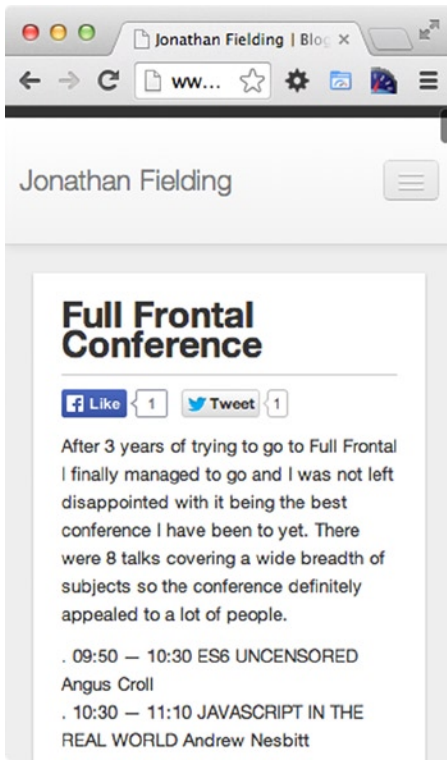 Jonathan Fielding | Blog
ww...
Jonathan Fielding
Full Frontal
Conference
Like 1 Tweet 1
After 3 years of trying to go to Full Frontal
I finally managed to go and I was not left
disappointed with it being the best
conference I have been to yet. There
were 8 talks covering a wide breadth of
subjects so the conference definitely
appealed to a lot of people.
. 09:50 — 10:30 ES6 UNCENSORED
Angus Croll
. 10:30 — 11:10 JAVASCRIPT IN THE
REAL WORLD Andrew Nesbitt